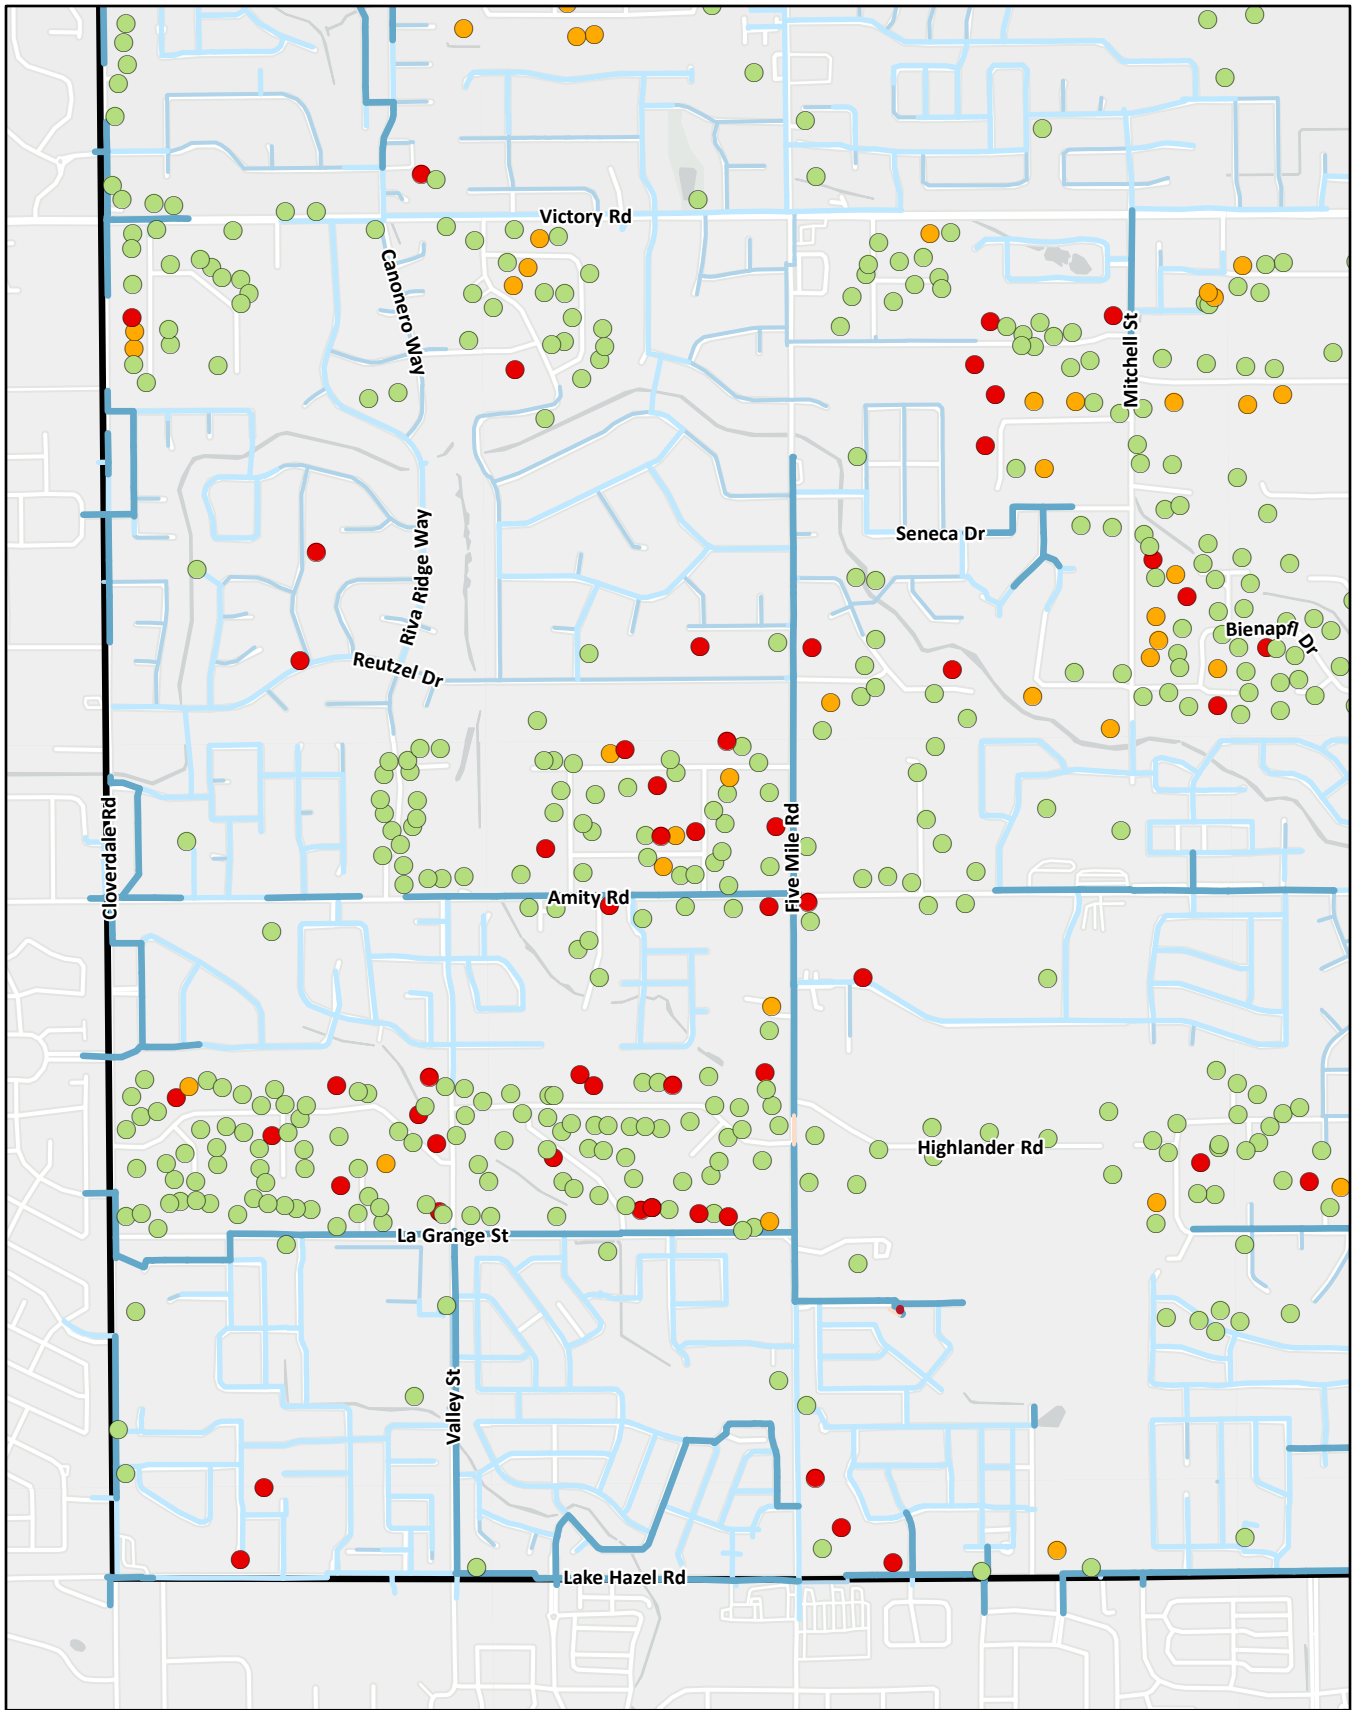 Victory Rd
Canonero Way
Mitchell St
Seneca Dr
Riva Ridge Way
Bienapfl Dr
Reutzel Dr
Cloverdale Rd
Five Mile Rd
Amity Rd
Highlander Rd
La Grange St
Valley St
Lake Hazel Rd